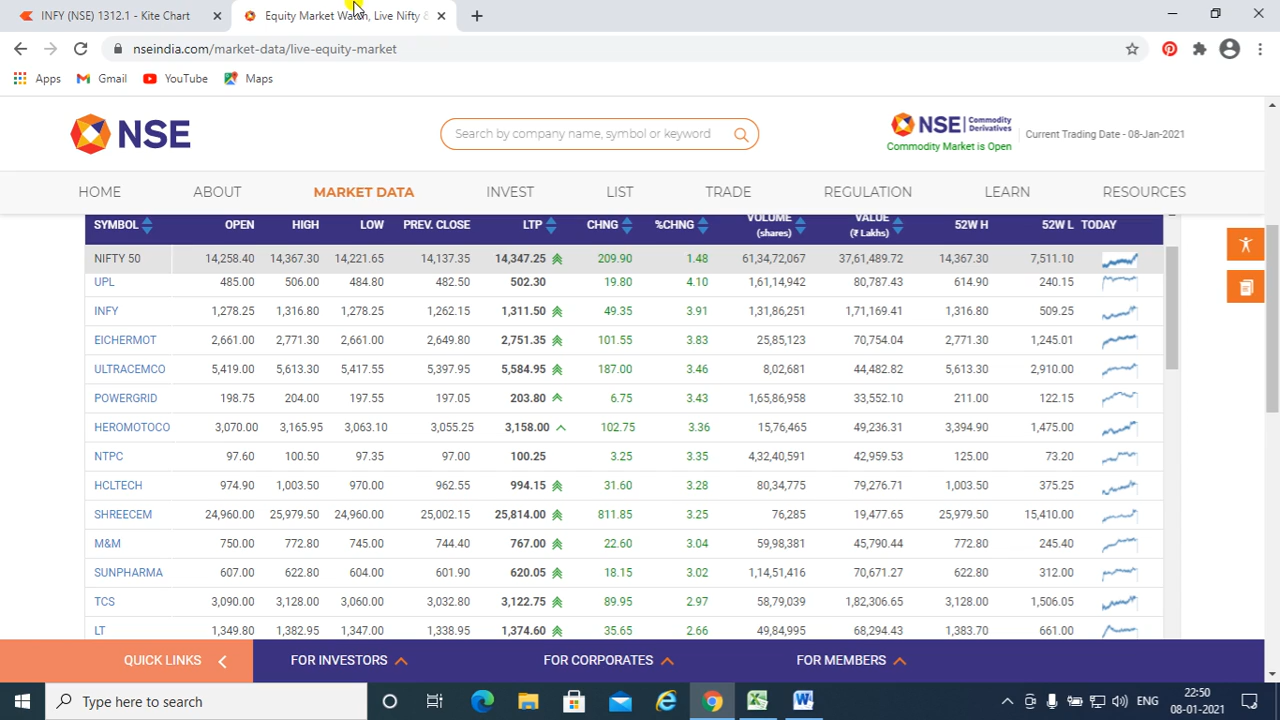 INFY (NSE) 1312.1 - Kite Chart Equity Market Watch, Live Nifty &
nseindia.com/market-data/live-equity-market
Apps Gmail YouTube Maps
NSE Search by company name, symbol or keyword NSE Commodity Derivatives Current Trading Date - 08-Jan-2021
Commodity Market is Open
HOME ABOUT MARKET DATA INVEST LIST TRADE REGULATION LEARN RESOURCES
SYMBOL OPEN HIGH LOW PREV. CLOSE LTP CHNG %CHNG VOLUME (shares) VALUE (₹ Lakhs) 52W H 52W L TODAY
NIFTY 50 14,258.40 14,367.30 14,221.65 14,137.35 14,347.25 209.90 1.48 61,34,72,067 37,61,489.72 14,367.30 7,511.10
UPL 485.00 506.00 484.80 482.50 502.30 19.80 4.10 1,61,14,942 80,787.43 614.90 240.15
INFY 1,278.25 1,316.80 1,278.25 1,262.15 1,311.50 49.35 3.91 1,31,86,251 1,71,169.41 1,316.80 509.25
EICHERMOT 2,661.00 2,771.30 2,661.00 2,649.80 2,751.35 101.55 3.83 25,85,123 70,754.04 2,771.30 1,245.01
ULTRACEMCO 5,419.00 5,613.30 5,417.55 5,397.95 5,584.95 187.00 3.46 8,02,681 44,482.82 5,613.30 2,910.00
POWERGRID 198.75 204.00 197.55 197.05 203.80 6.75 3.43 1,65,86,958 33,552.10 211.00 122.15
HEROMOTOCO 3,070.00 3,165.95 3,063.10 3,055.25 3,158.00 102.75 3.36 15,76,465 49,236.31 3,394.90 1,475.00
NTPC 97.60 100.50 97.35 97.00 100.25 3.25 3.35 4,32,40,591 42,959.53 125.00 73.20
HCLTECH 974.90 1,003.50 970.00 962.55 994.15 31.60 3.28 80,34,775 79,276.71 1,003.50 375.25
SHREECEM 24,960.00 25,979.50 24,960.00 25,002.15 25,814.00 811.85 3.25 76,285 19,477.65 25,979.50 15,410.00
M&M 750.00 772.80 745.00 744.40 767.00 22.60 3.04 59,98,381 45,790.44 772.80 245.40
SUNPHARMA 607.00 622.80 604.00 601.90 620.05 18.15 3.02 1,14,51,416 70,671.27 622.80 312.00
TCS 3,090.00 3,128.00 3,060.00 3,032.80 3,122.75 89.95 2.97 58,79,039 1,82,306.65 3,128.00 1,506.05
LT 1,349.80 1,382.95 1,347.00 1,338.95 1,374.60 35.65 2.66 49,84,995 68,294.43 1,383.70 661.00
QUICK LINKS FOR INVESTORS FOR CORPORATES FOR MEMBERS
Type here to search ENG 22:50
08-01-2021